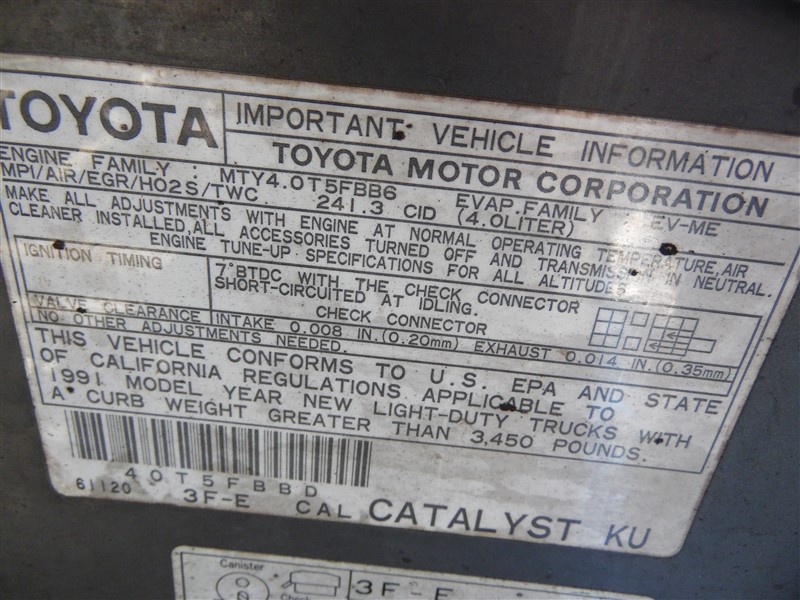 TOYOTA
IMPORTANT VEHICLE INFORMATION
TOYOTA MOTOR CORPORATION
ENGINE FAMILY : MTY4.0T5FBB6 EVAP. FAMILY : EV-ME
MPI/AIR/EGR/HO2S/TWC 241.3 CID (4.0LITER)
MAKE ALL ADJUSTMENTS WITH ENGINE AT NORMAL OPERATING TEMPERATURE, AIR
CLEANER INSTALLED, ALL ACCESSORIES TURNED OFF AND TRANSMISSION IN NEUTRAL.
ENGINE TUNE-UP SPECIFICATIONS FOR ALL ALTITUDES
IGNITION TIMING
7°BTDC WITH THE CHECK CONNECTOR
SHORT-CIRCUITED AT IDLING.
CHECK CONNECTOR
VALVE CLEARANCE INTAKE 0.008 IN.(0.20mm) EXHAUST 0.014 IN.(0.35mm)
NO OTHER ADJUSTMENTS NEEDED.
THIS VEHICLE CONFORMS TO U.S. EPA AND STATE
OF CALIFORNIA REGULATIONS APPLICABLE TO
1991 MODEL YEAR NEW LIGHT-DUTY TRUCKS WITH
A CURB WEIGHT GREATER THAN 3,450 POUNDS.
40T5FBBD
61120 3F-E CAL CATALYST KU
Canister
3F-E